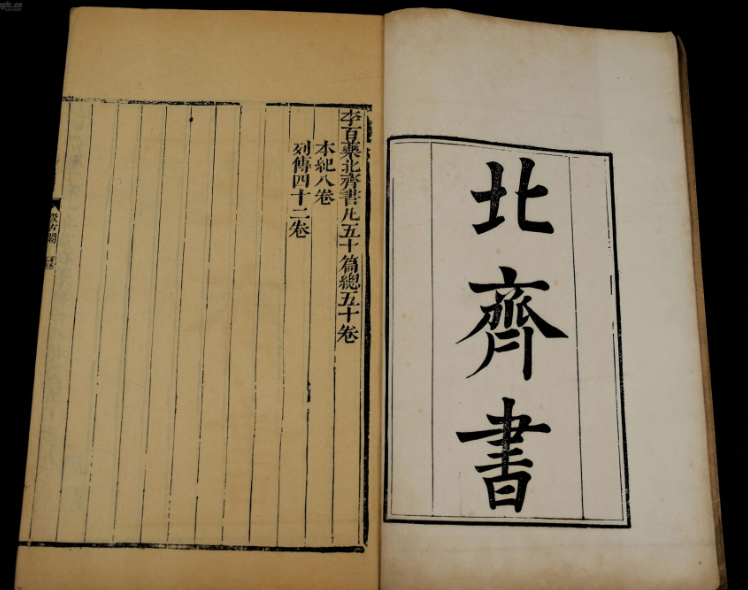 北齊書
李百藥北齊書凡五十篇總五十卷
本紀八卷
列傳四十二卷